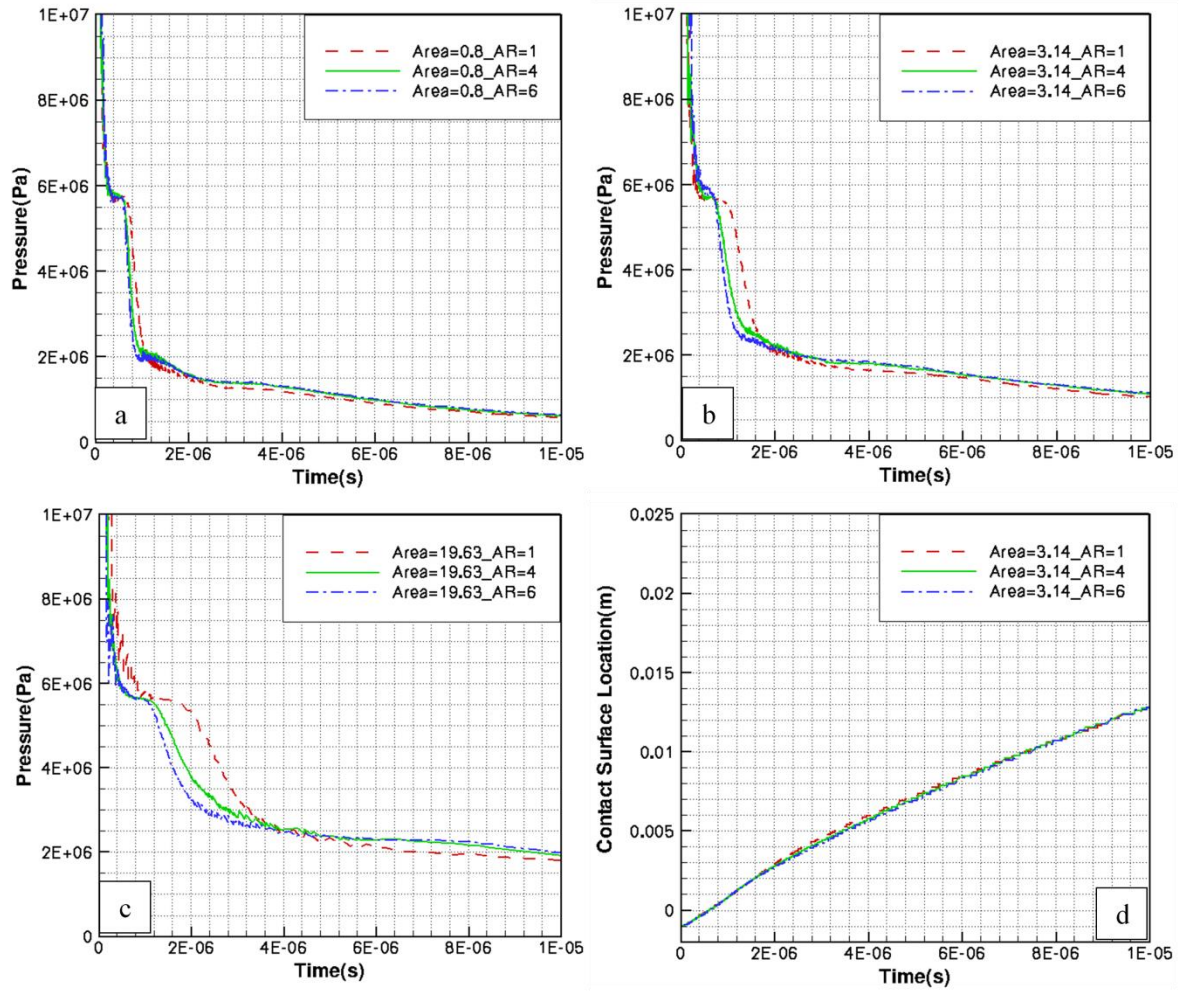 1E+07
8E+06
6E+06
4E+06
2E+06
0
Pressure(Pa)
Area=0.8_AR=1
Area=0.8_AR=4
Area=0.8_AR=6
a
0 2E-06 4E-06 6E-06 8E-06 1E-05
Time(s)
1E+07
8E+06
6E+06
4E+06
2E+06
0
Pressure(Pa)
Area=3.14_AR=1
Area=3.14_AR=4
Area=3.14_AR=6
b
0 2E-06 4E-06 6E-06 8E-06 1E-05
Time(s)
1E+07
8E+06
6E+06
4E+06
2E+06
0
Pressure(Pa)
Area=19.63_AR=1
Area=19.63_AR=4
Area=19.63_AR=6
c
0 2E-06 4E-06 6E-06 8E-06 1E-05
Time(s)
0.025
0.02
0.015
0.01
0.005
0
Contact Surface Location(m)
Area=3.14_AR=1
Area=3.14_AR=4
Area=3.14_AR=6
d
0 2E-06 4E-06 6E-06 8E-06 1E-05
Time(s)